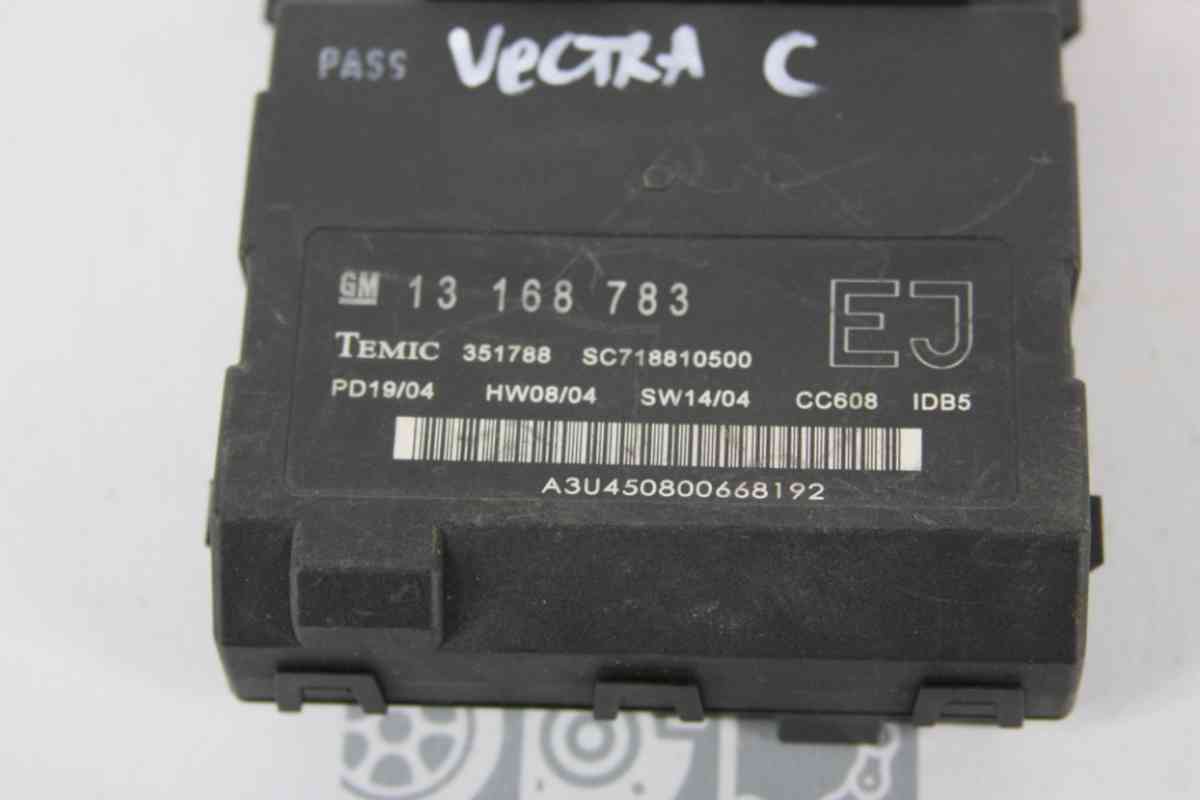 PASS VECTRA C
GM 13 168 783 EJ
TEMIC 351788 SC718810500
PD19/04 HW08/04 SW14/04 CC608 IDB5
A3U450800668192